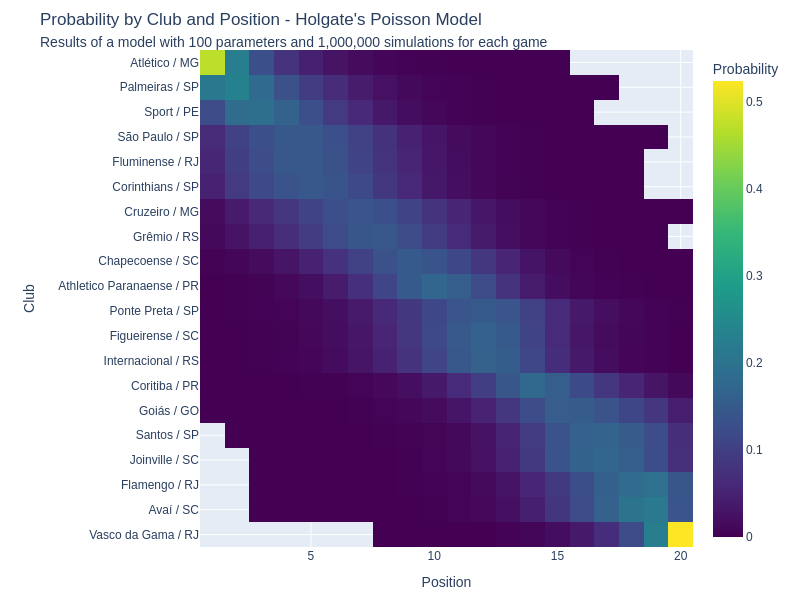 Probability by Club and Position - Holgate's Poisson Model
Results of a model with 100 parameters and 1,000,000 simulations for each game
Probability
Atlético / MG
Palmeiras / SP
Sport / PE
São Paulo / SP
Fluminense / RJ
Corinthians / SP
Cruzeiro / MG
Grêmio / RS
Chapecoense / SC
Athletico Paranaense / PR
Ponte Preta / SP
Figueirense / SC
Internacional / RS
Coritiba / PR
Goiás / GO
Santos / SP
Joinville / SC
Flamengo / RJ
Avaí / SC
Vasco da Gama / RJ
Club
5
10
15
20
Position
0.5
0.4
0.3
0.2
0.1
0